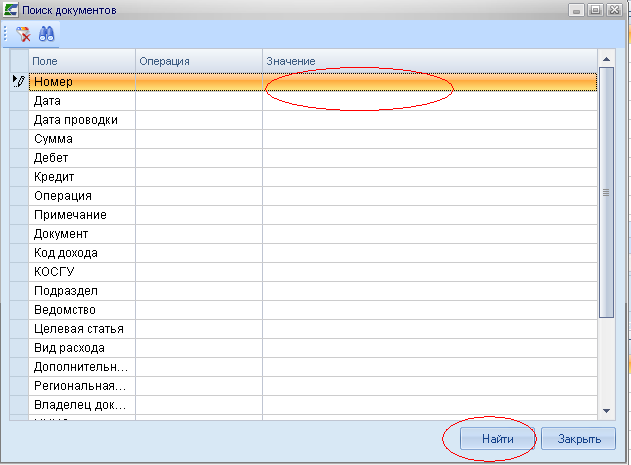 Поиск документов
Поле Операция Значение
Номер
Дата
Дата проводки
Сумма
Дебет
Кредит
Операция
Примечание
Документ
Код дохода
КОСГУ
Подраздел
Ведомство
Целевая статья
Вид расхода
Дополнительн...
Региональная...
Владелец док...
Найти Закрыть